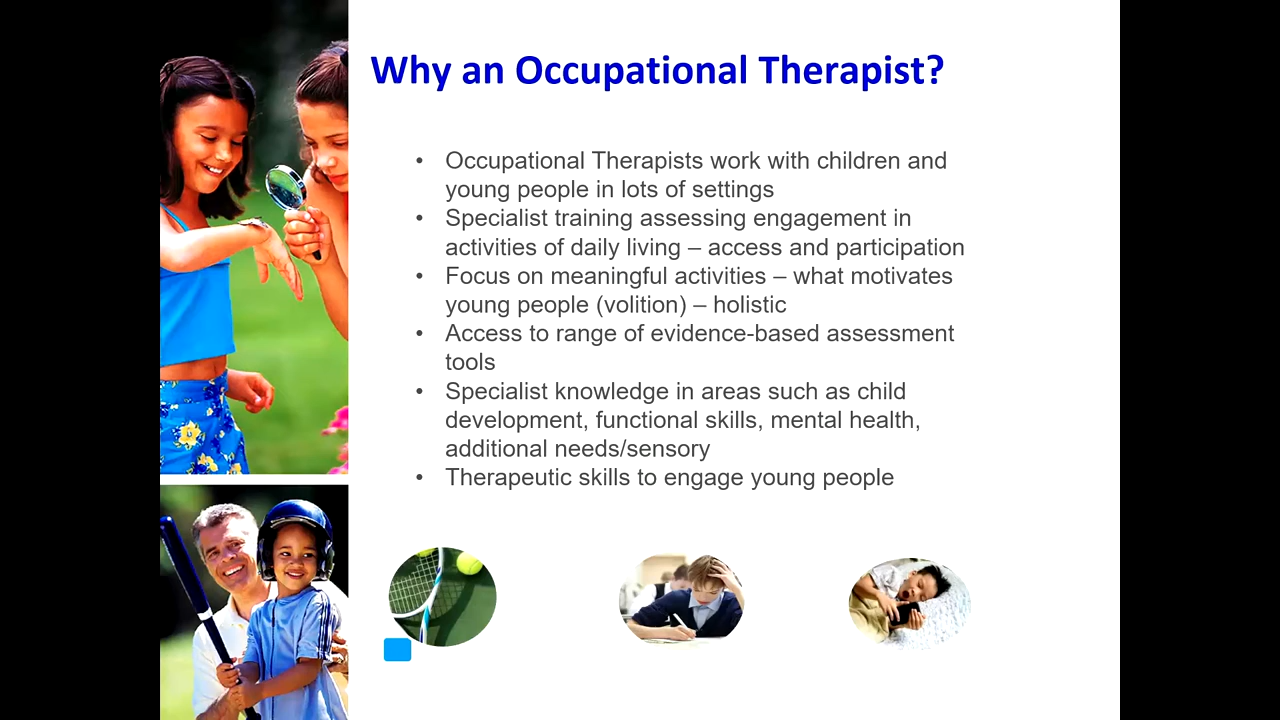 Why an Occupational Therapist?
• Occupational Therapists work with children and
young people in lots of settings
• Specialist training assessing engagement in
activities of daily living – access and participation
• Focus on meaningful activities – what motivates
young people (volition) – holistic
• Access to range of evidence-based assessment
tools
• Specialist knowledge in areas such as child
development, functional skills, mental health,
additional needs/sensory
• Therapeutic skills to engage young people